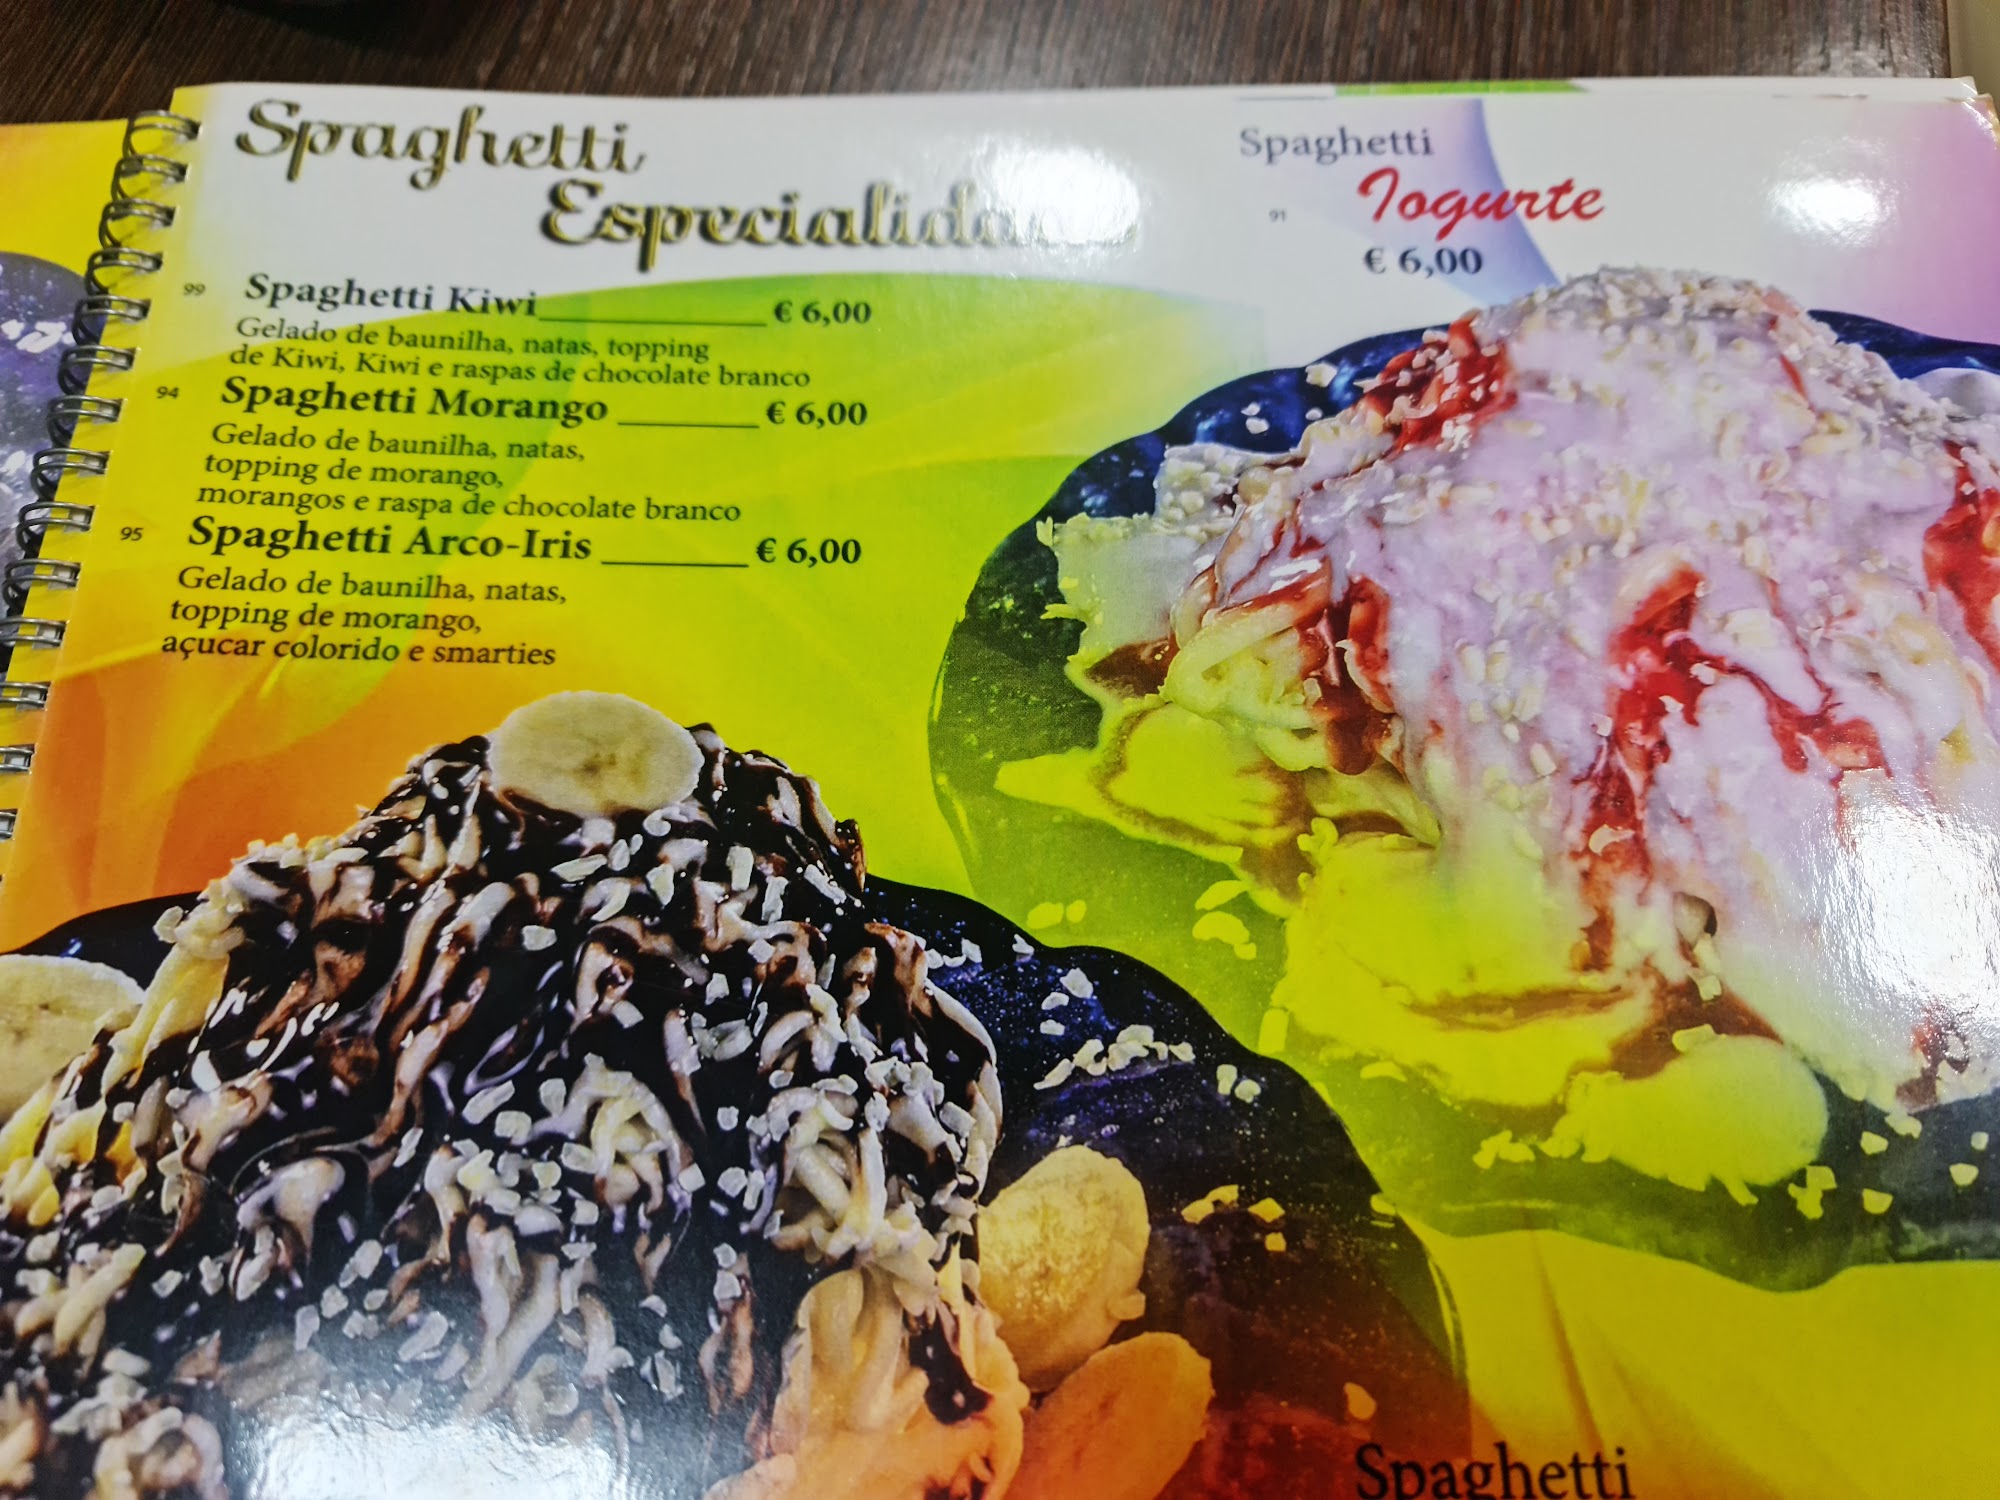 Spaghetti
99 Spaghetti Kiwi € 6,00
Gelado de baunilha, natas, topping
de Kiwi, Kiwi e raspas de chocolate branco
94 Spaghetti Morango € 6,00
Gelado de baunilha, natas,
topping de morango,
morangos e raspa de chocolate branco
95 Spaghetti Arco-Iris € 6,00
Gelado de baunilha, natas,
topping de morango,
açucar colorido e smarties
Spaghetti
91 Iogurte
€ 6,00
Spaghetti